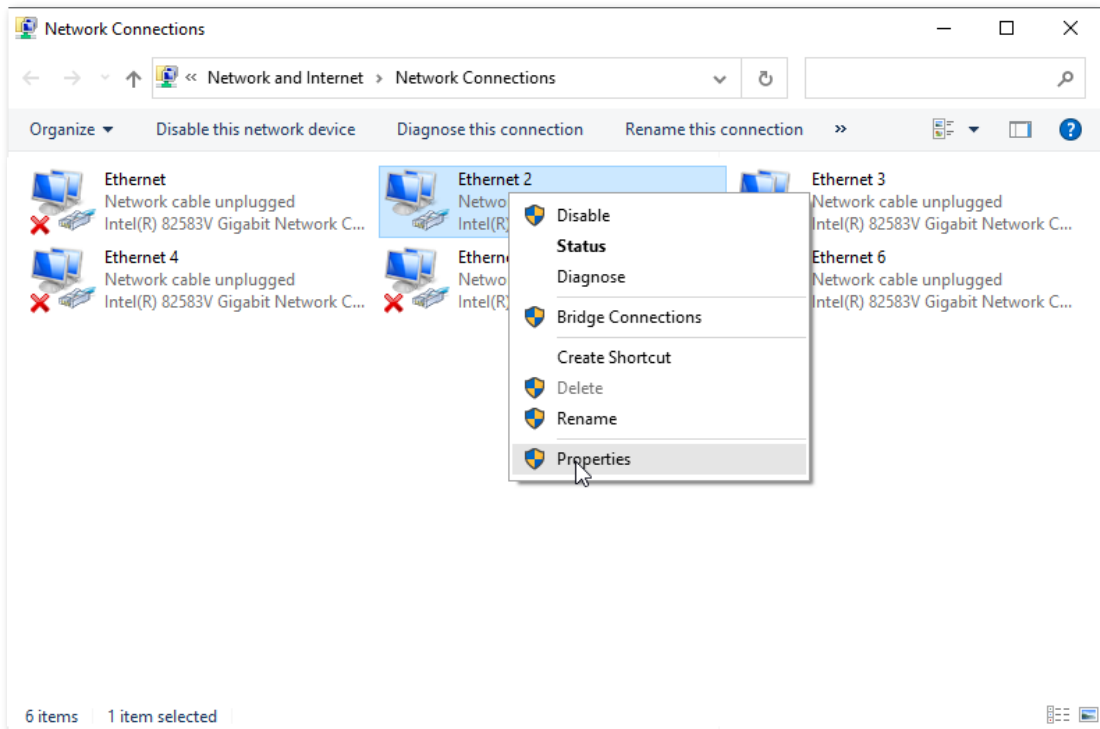 Network Connections
« Network and Internet › Network Connections
Organize Disable this network device Diagnose this connection Rename this connection »
Ethernet
Network cable unplugged
Intel(R) 82583V Gigabit Network C...
Ethernet 2
Netwo
Intel(R)
Ethernet 3
Network cable unplugged
Intel(R) 82583V Gigabit Network C...
Ethernet 4
Network cable unplugged
Intel(R) 82583V Gigabit Network C...
Ethern
Netwo
Intel(R)
Ethernet 6
Network cable unplugged
Intel(R) 82583V Gigabit Network C...
Disable
Status
Diagnose
Bridge Connections
Create Shortcut
Delete
Rename
Properties
6 items 1 item selected